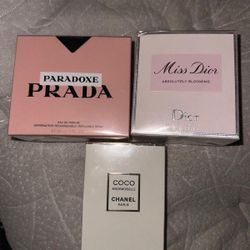 PARADOXE
PRADA
EAU DE PARFUM
Miss Dior
ABSOLUTELY BLOOMING
Dior
COCO
MADEMOISELLE
CHANEL
PARIS